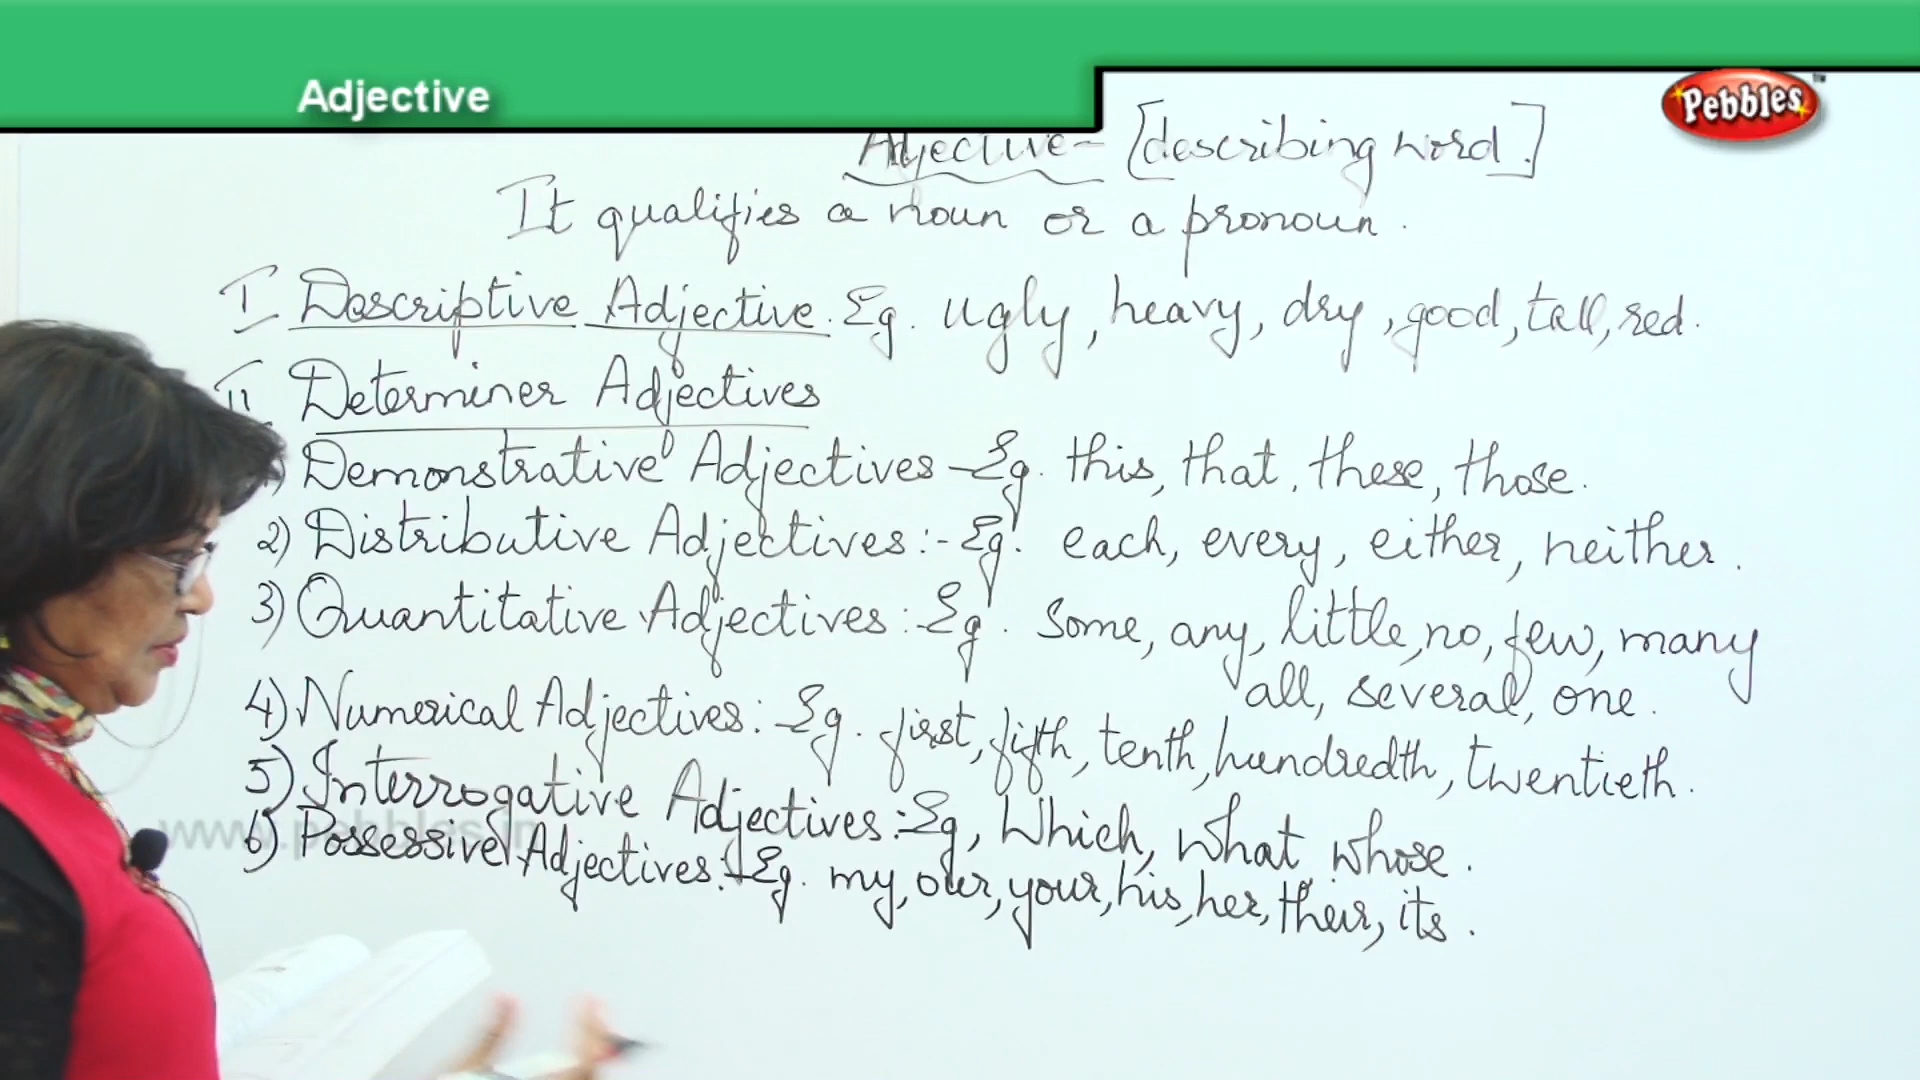 Adjective
Pebbles™
Adjective - [describing word.]
It qualifies a noun or a pronoun.
I Descriptive Adjective. Eg. ugly, heavy, dry, good, tall, red.
II Determiner Adjectives
) Demonstrative Adjectives - Eg. this, that, these, those.
2) Distributive Adjectives:- Eg. each, every, either, neither.
3) Quantitative Adjectives: Eg. Some, any, little, no, few, many
all, several, one.
4) Numerical Adjectives: Eg. first, fifth, tenth, hundredth, twentieth.
5) Interrogative Adjectives: Eg, Which, what, whose.
www.pebbles.in
6) Possessive Adjectives:- Eg. my, our, your, his, her, their, its.